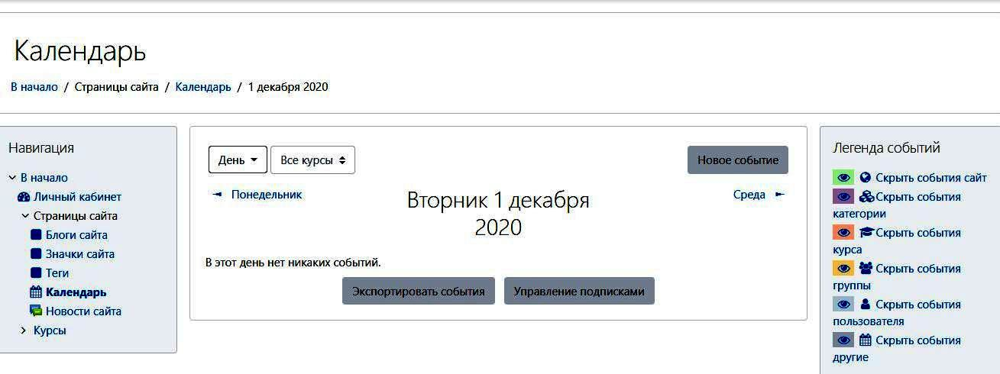 Календарь
В начало / Страницы сайта / Календарь / 1 декабря 2020
Навигация
В начало
Личный кабинет
Страницы сайта
Блоги сайта
Значки сайта
Теги
Календарь
Новости сайта
Курсы
День
Все курсы
Новое событие
Понедельник
Вторник 1 декабря
2020
Среда
В этот день нет никаких событий.
Экспортировать события
Управление подписками
Легенда событий
Скрыть события сайт
Скрыть события
категории
Скрыть события
курса
Скрыть события
группы
Скрыть события
пользователя
Скрыть события
другие